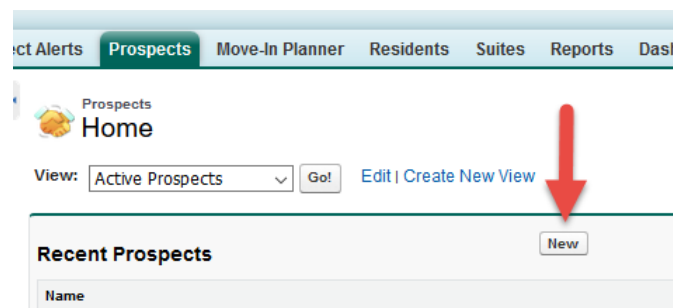 ct Alerts Prospects Move-In Planner Residents Suites Reports Dasl
Prospects
Home
View: Active Prospects Go! Edit | Create New View
Recent Prospects New
Name